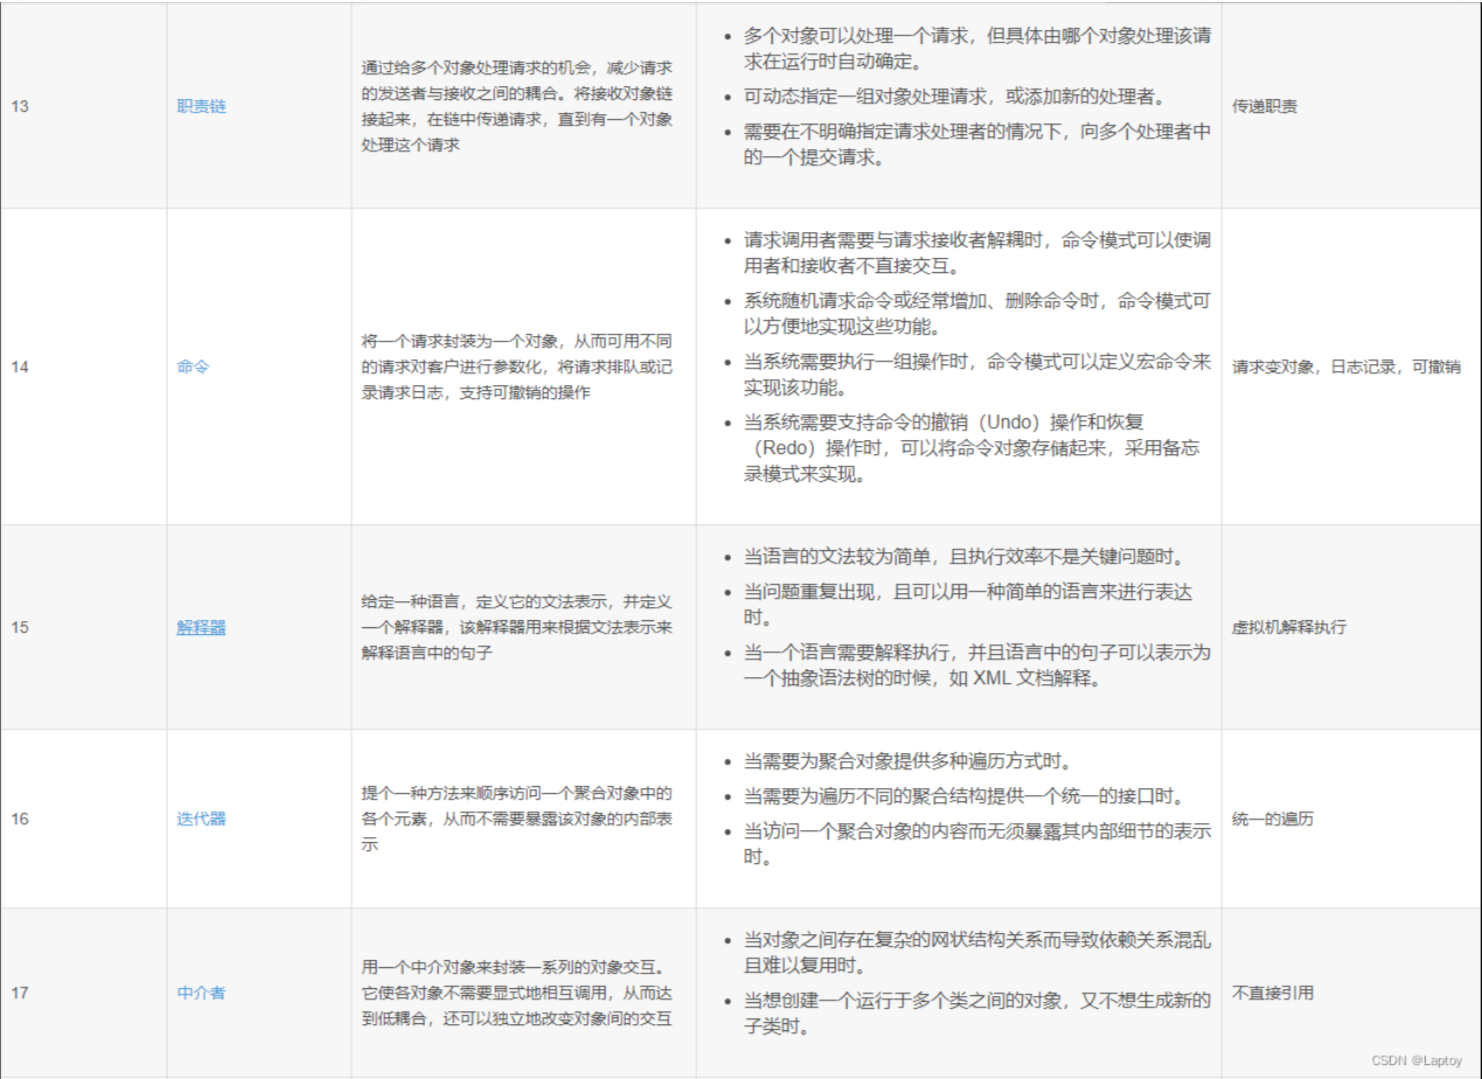 13
职责链
通过给多个对象处理请求的机会，减少请求
的发送者与接收之间的耦合。将接收对象链
接起来，在链中传递请求，直到有一个对象
处理这个请求
• 多个对象可以处理一个请求，但具体由哪个对象处理该请
求在运行时自动确定。
• 可动态指定一组对象处理请求，或添加新的处理者。
• 需要在不明确指定请求处理者的情况下，向多个处理者中
的一个提交请求。
传递职责
14
命令
将一个请求封装为一个对象，从而可用不同
的请求对客户进行参数化，将请求排队或记
录请求日志，支持可撤销的操作
• 请求调用者需要与请求接收者解耦时，命令模式可以使调
用者和接收者不直接交互。
• 系统随机请求命令或经常增加、删除命令时，命令模式可
以方便地实现这些功能。
• 当系统需要执行一组操作时，命令模式可以定义宏命令来
实现该功能。
• 当系统需要支持命令的撤销（Undo）操作和恢复
（Redo）操作时，可以将命令对象存储起来，采用备忘
录模式来实现。
请求变对象，日志记录，可撤销
15
解释器
给定一种语言，定义它的文法表示，并定义
一个解释器，该解释器用来根据文法表示来
解释语言中的句子
• 当语言的文法较为简单，且执行效率不是关键问题时。
• 当问题重复出现，且可以用一种简单的语言来进行表达
时。
• 当一个语言需要解释执行，并且语言中的句子可以表示为
一个抽象语法树的时候，如 XML 文档解释。
虚拟机解释执行
16
迭代器
提个一种方法来顺序访问一个聚合对象中的
各个元素，从而不需要暴露该对象的内部表
示
• 当需要为聚合对象提供多种遍历方式时。
• 当需要为遍历不同的聚合结构提供一个统一的接口时。
• 当访问一个聚合对象的内容而无须暴露其内部细节的表示
时。
统一的遍历
17
中介者
用一个中介对象来封装一系列的对象交互。
它使各对象不需要显式地相互调用，从而达
到低耦合，还可以独立地改变对象间的交互
• 当对象之间存在复杂的网状结构关系而导致依赖关系混乱
且难以复用时。
• 当想创建一个运行于多个类之间的对象，又不想生成新的
子类时。
不直接引用
CSDN @Laptoy